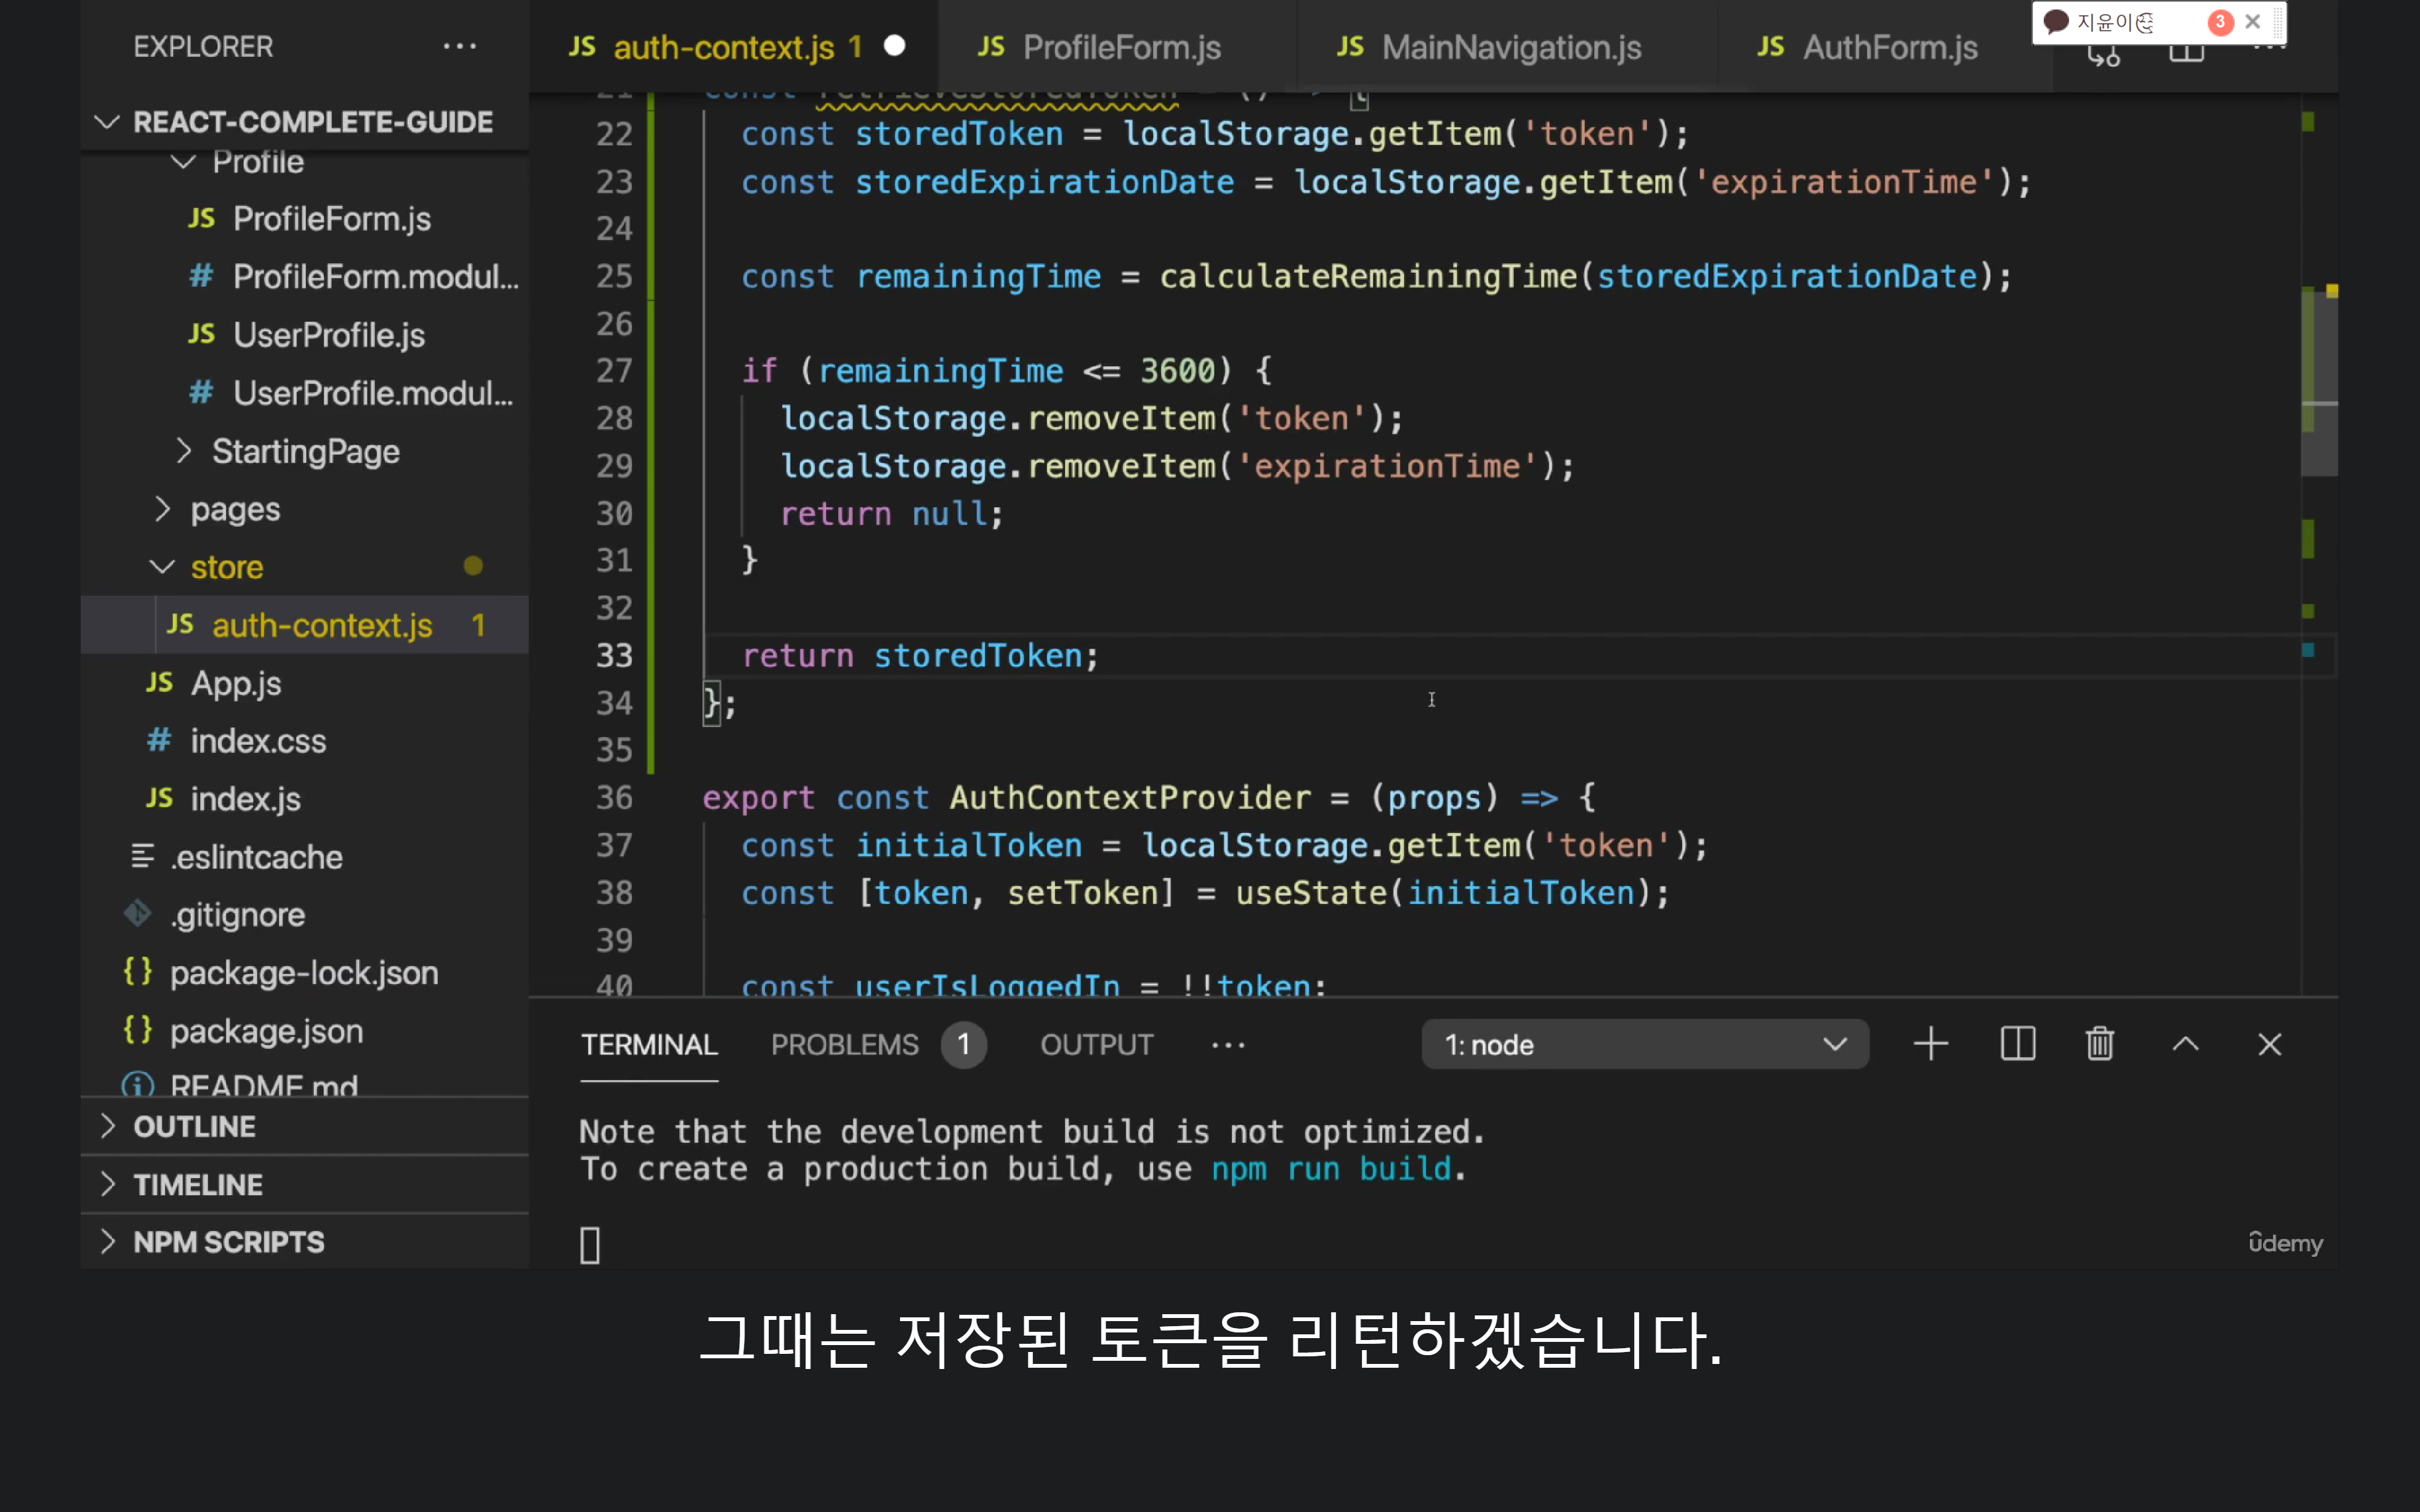 EXPLORER
REACT-COMPLETE-GUIDE
Profile
JS ProfileForm.js
# ProfileForm.modul...
JS UserProfile.js
# UserProfile.modul...
StartingPage
pages
store
JS auth-context.js 1
JS App.js
# index.css
JS index.js
.eslintcache
.gitignore
{} package-lock.json
{} package.json
README.md
OUTLINE
TIMELINE
NPM SCRIPTS
JS auth-context.js 1
JS ProfileForm.js
JS MainNavigation.js
JS AuthForm.js
지윤이 3
21 const retrieveStoredToken = () => {
22 const storedToken = localStorage.getItem('token');
23 const storedExpirationDate = localStorage.getItem('expirationTime');
24
25 const remainingTime = calculateRemainingTime(storedExpirationDate);
26
27 if (remainingTime <= 3600) {
28 localStorage.removeItem('token');
29 localStorage.removeItem('expirationTime');
30 return null;
31 }
32
33 return storedToken;
34 };
35
36 export const AuthContextProvider = (props) => {
37 const initialToken = localStorage.getItem('token');
38 const [token, setToken] = useState(initialToken);
39
40 const userIsLoggedIn = !!token;
TERMINAL PROBLEMS 1 OUTPUT ... 1: node
Note that the development build is not optimized.
To create a production build, use npm run build.
ûdemy
그때는 저장된 토큰을 리턴하겠습니다.